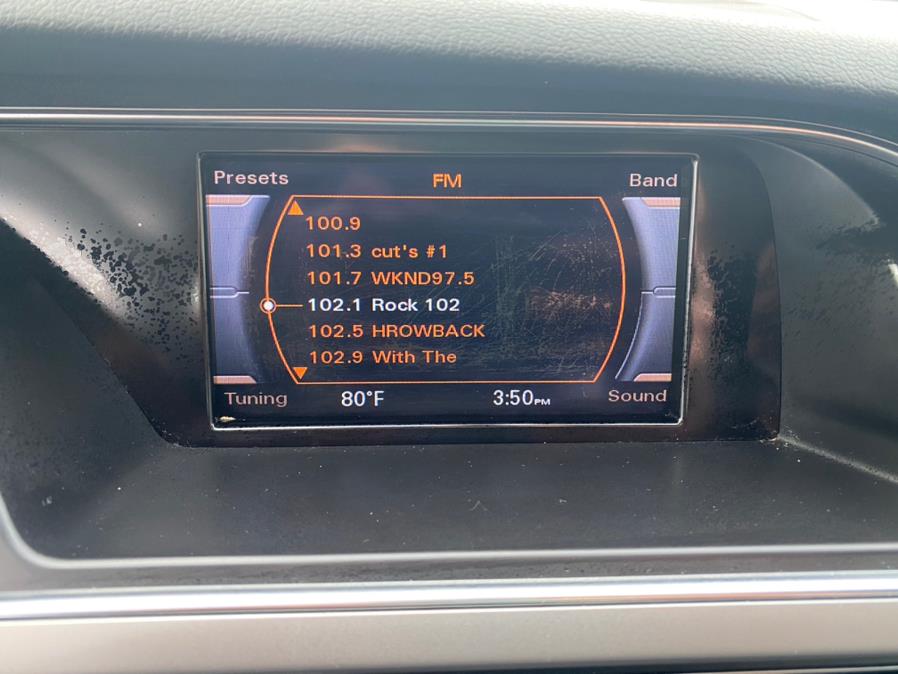 Presets FM Band
100.9
101.3 cut's #1
101.7 WKND97.5
102.1 Rock 102
102.5 HROWBACK
102.9 With The
Tuning 80°F 3:50PM Sound